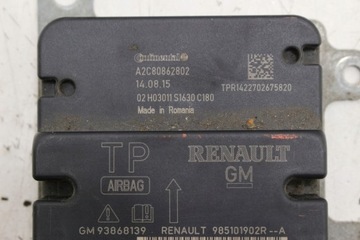 Continental
A2C80862802
14.08.15
TPR1422702675820
02 H03011 S1630 C180
Made in Romania
TP
RENAULT
AIRBAG
GM
GM 93868139 RENAULT 985101902R--A